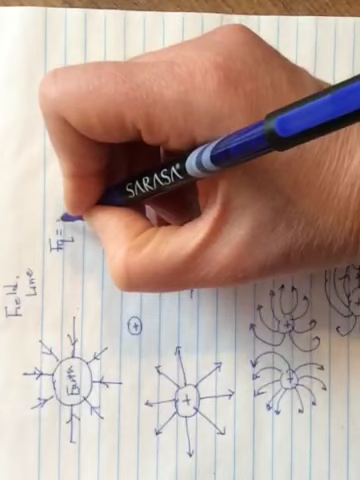 Field
Line
Fq =
SARASA
Earth
+
+
+
+